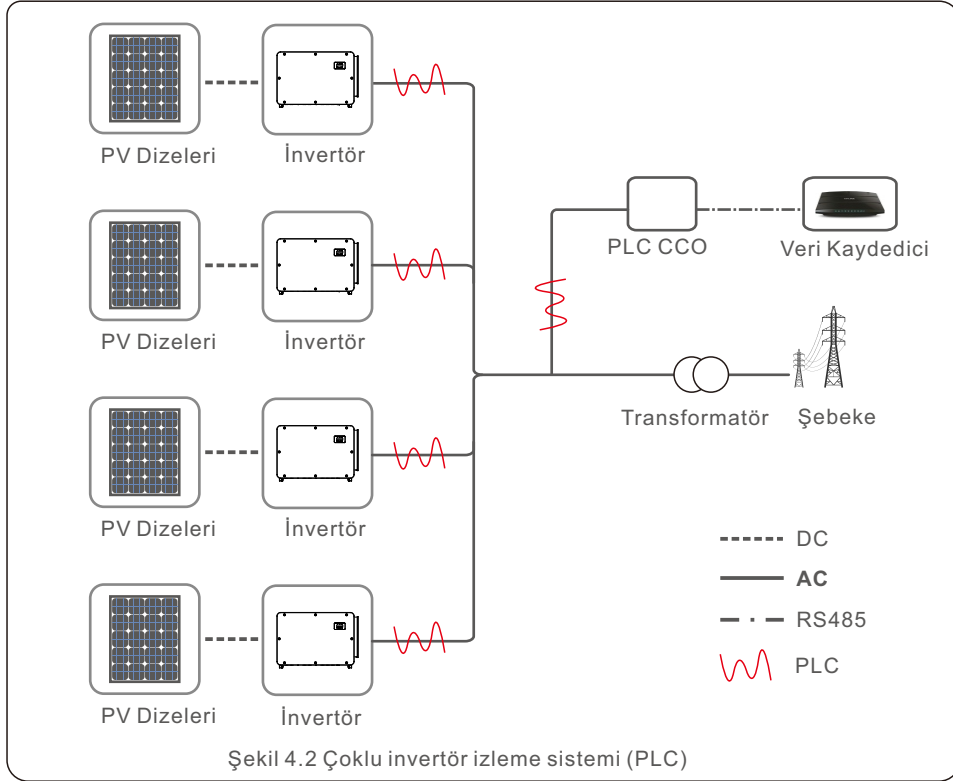 PV Dizeleri
İnvertör
PLC CCO
Veri Kaydedici
PV Dizeleri
İnvertör
Transformatör
Şebeke
PV Dizeleri
İnvertör
DC
AC
RS485
PLC
PV Dizeleri
İnvertör
Şekil 4.2 Çoklu invertör izleme sistemi (PLC)